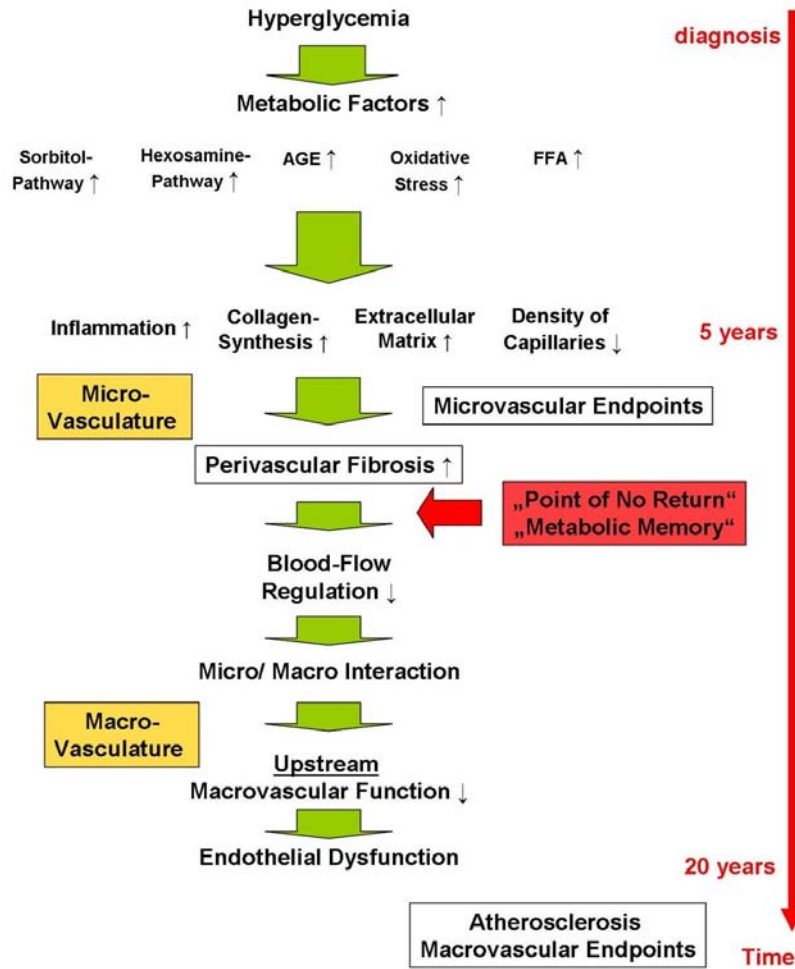 Hyperglycemia
diagnosis
Metabolic Factors ↑
Sorbitol-
Pathway ↑
Hexosamine-
Pathway ↑
AGE ↑
Oxidative
Stress ↑
FFA ↑
Inflammation ↑
Collagen-
Synthesis ↑
Extracellular
Matrix ↑
Density of
Capillaries ↓
5 years
Micro-
Vasculature
Microvascular Endpoints
Perivascular Fibrosis ↑
„Point of No Return“
„Metabolic Memory“
Blood-Flow
Regulation ↓
Micro/ Macro Interaction
Macro-
Vasculature
Upstream
Macrovascular Function ↓
Endothelial Dysfunction
20 years
Atherosclerosis
Macrovascular Endpoints
Time